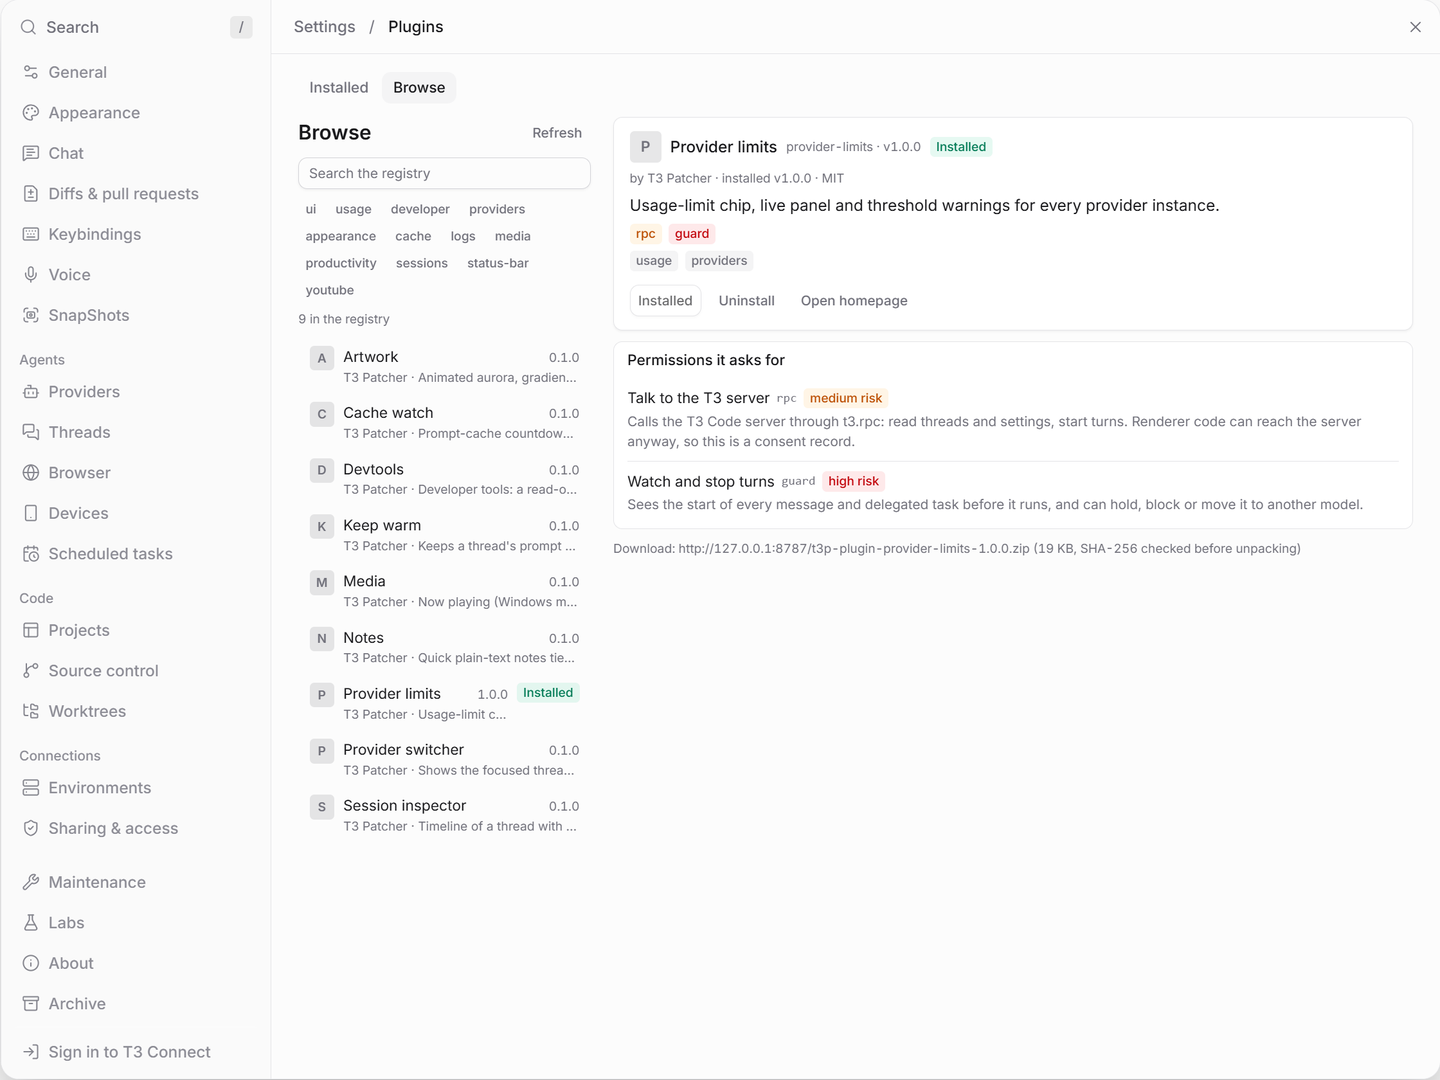 Search
/
General
Appearance
Chat
Diffs & pull requests
Keybindings
Voice
SnapShots
Agents
Providers
Threads
Browser
Devices
Scheduled tasks
Code
Projects
Source control
Worktrees
Connections
Environments
Sharing & access
Maintenance
Labs
About
Archive
Sign in to T3 Connect
Settings / Plugins
Installed Browse
Browse Refresh
Search the registry
ui usage developer providers
appearance cache logs media
productivity sessions status-bar
youtube
9 in the registry
A Artwork 0.1.0
T3 Patcher · Animated aurora, gradien...
C Cache watch 0.1.0
T3 Patcher · Prompt-cache countdow...
D Devtools 0.1.0
T3 Patcher · Developer tools: a read-o...
K Keep warm 0.1.0
T3 Patcher · Keeps a thread's prompt ...
M Media 0.1.0
T3 Patcher · Now playing (Windows m...
N Notes 0.1.0
T3 Patcher · Quick plain-text notes tie...
P Provider limits 1.0.0 Installed
T3 Patcher · Usage-limit c...
P Provider switcher 0.1.0
T3 Patcher · Shows the focused threa...
S Session inspector 0.1.0
T3 Patcher · Timeline of a thread with ...
P Provider limits provider-limits · v1.0.0 Installed
by T3 Patcher · installed v1.0.0 · MIT
Usage-limit chip, live panel and threshold warnings for every provider instance.
rpc guard
usage providers
Installed Uninstall Open homepage
Permissions it asks for
Talk to the T3 server rpc medium risk
Calls the T3 Code server through t3.rpc: read threads and settings, start turns. Renderer code can reach the server
anyway, so this is a consent record.
Watch and stop turns guard high risk
Sees the start of every message and delegated task before it runs, and can hold, block or move it to another model.
Download: http://127.0.0.1:8787/t3p-plugin-provider-limits-1.0.0.zip (19 KB, SHA-256 checked before unpacking)